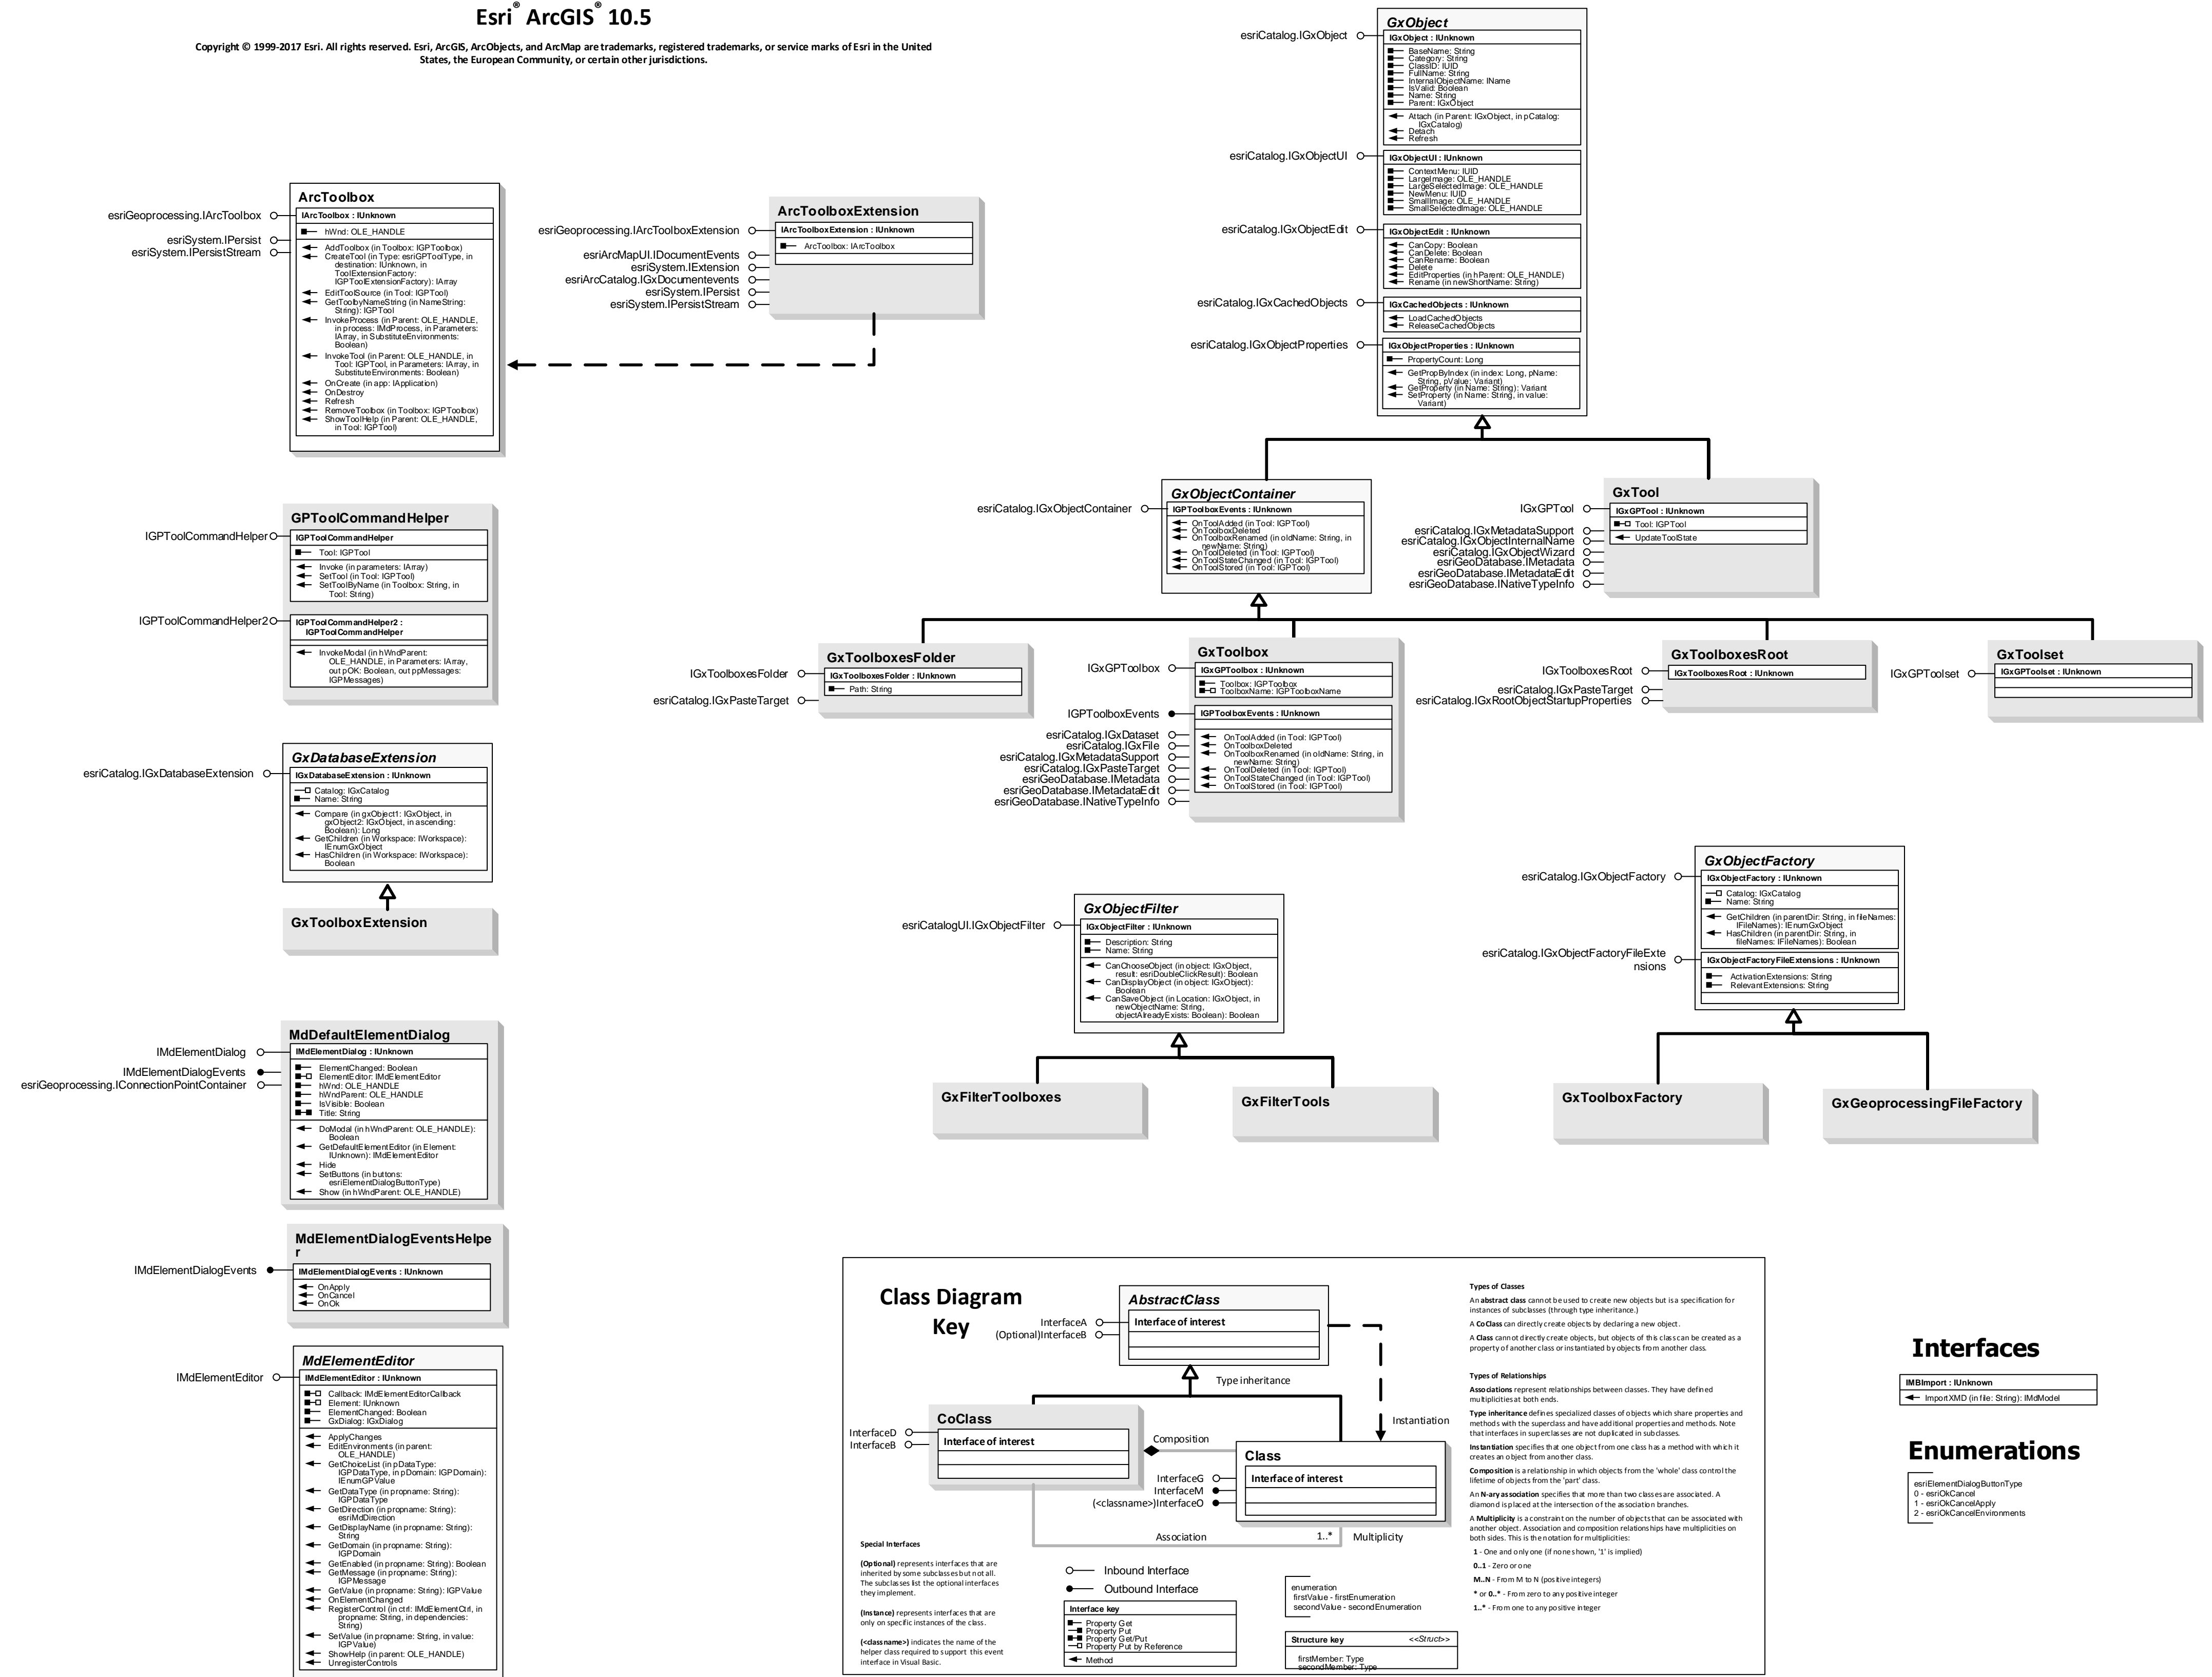 Esri® ArcGIS® 10.5
Copyright © 1999-2017 Esri. All rights reserved. Esri, ArcGIS, ArcObjects, and ArcMap are trademarks, registered trademarks, or service marks of Esri in the United
States, the European Community, or certain other jurisdictions.
ArcToolbox
esriGeoprocessing.IArcToolbox
esriSystem.IPersist
esriSystem.IPersistStream
IArcToolbox : IUnknown
hWnd: OLE_HANDLE
AddToolbox (in Toolbox: IGPToolbox)
CreateTool (in Type: esriGPToolType, in
destination: IUnknown, in
ToolExtensionFactory:
IGPToolExtensionFactory): IArray
EditToolSource (in Tool: IGPTool)
GetToolbyNameString (in NameString:
String): IGPTool
InvokeProcess (in Parent: OLE_HANDLE,
in process: IMdProcess, in Parameters:
IArray, in SubstituteEnvironments:
Boolean)
InvokeTool (in Parent: OLE_HANDLE, in
Tool: IGPTool, in Parameters: IArray, in
SubstituteEnvironments: Boolean)
OnCreate (in app: IApplication)
OnDestroy
Refresh
RemoveToolbox (in Toolbox: IGPToolbox)
ShowToolHelp (in Parent: OLE_HANDLE,
in Tool: IGPTool)
ArcToolboxExtension
esriGeoprocessing.IArcToolboxExtension
esriArcMapUI.IDocumentEvents
esriSystem.IExtension
esriArcCatalog.IGxDocumentevents
esriSystem.IPersist
esriSystem.IPersistStream
IArcToolboxExtension : IUnknown
ArcToolbox: IArcToolbox
GxObject
esriCatalog.IGxObject
IGxObject : IUnknown
BaseName: String
Category: String
ClassID: IUID
FullName: String
InternalObjectName: IName
IsValid: Boolean
Name: String
Parent: IGxObject
Attach (in Parent: IGxObject, in pCatalog:
IGxCatalog)
Detach
Refresh
esriCatalog.IGxObjectUI
IGxObjectUI : IUnknown
ContextMenu: IUID
LargeImage: OLE_HANDLE
LargeSelectedImage: OLE_HANDLE
NewMenu: IUID
SmallImage: OLE_HANDLE
SmallSelectedImage: OLE_HANDLE
esriCatalog.IGxObjectEdit
IGxObjectEdit : IUnknown
CanCopy: Boolean
CanDelete: Boolean
CanRename: Boolean
Delete
EditProperties (in hParent: OLE_HANDLE)
Rename (in newShortName: String)
esriCatalog.IGxCachedObjects
IGxCachedObjects : IUnknown
LoadCachedObjects
ReleaseCachedObjects
esriCatalog.IGxObjectProperties
IGxObjectProperties : IUnknown
PropertyCount: Long
GetPropByIndex (in index: Long, pName:
String, pValue: Variant)
GetProperty (in Name: String): Variant
SetProperty (in Name: String, in value:
Variant)
GxObjectContainer
esriCatalog.IGxObjectContainer
IGPToolboxEvents : IUnknown
OnToolAdded (in Tool: IGPTool)
OnToolboxDeleted
OnToolboxRenamed (in oldName: String, in
newName: String)
OnToolDeleted (in Tool: IGPTool)
OnToolStateChanged (in Tool: IGPTool)
OnToolStored (in Tool: IGPTool)
GxTool
IGxGPTool
esriCatalog.IGxMetadataSupport
esriCatalog.IGxObjectInternalName
esriCatalog.IGxObjectWizard
esriGeoDatabase.IMetadata
esriGeoDatabase.IMetadataEdit
esriGeoDatabase.INativeTypeInfo
IGxGPTool : IUnknown
Tool: IGPTool
UpdateToolState
GPToolCommandHelper
IGPToolCommandHelper
IGPToolCommandHelper
Tool: IGPTool
Invoke (in parameters: IArray)
SetTool (in Tool: IGPTool)
SetToolByName (in Toolbox: String, in
Tool: String)
IGPToolCommandHelper2
IGPToolCommandHelper2 :
IGPToolCommandHelper
InvokeModal (in hWndParent:
OLE_HANDLE, in Parameters: IArray,
out pOK: Boolean, out ppMessages:
IGPMessages)
GxToolboxesFolder
IGxToolboxesFolder
esriCatalog.IGxPasteTarget
IGxToolboxesFolder : IUnknown
Path: String
GxToolbox
IGxGPToolbox
IGxGPToolbox : IUnknown
Toolbox: IGPToolbox
ToolboxName: IGPToolboxName
IGPToolboxEvents
esriCatalog.IGxDataset
esriCatalog.IGxFile
esriCatalog.IGxMetadataSupport
esriCatalog.IGxPasteTarget
esriGeoDatabase.IMetadata
esriGeoDatabase.IMetadataEdit
esriGeoDatabase.INativeTypeInfo
IGPToolboxEvents : IUnknown
OnToolAdded (in Tool: IGPTool)
OnToolboxDeleted
OnToolboxRenamed (in oldName: String, in
newName: String)
OnToolDeleted (in Tool: IGPTool)
OnToolStateChanged (in Tool: IGPTool)
OnToolStored (in Tool: IGPTool)
GxToolboxesRoot
IGxToolboxesRoot
esriCatalog.IGxPasteTarget
esriCatalog.IGxRootObjectStartupProperties
IGxToolboxesRoot : IUnknown
GxToolset
IGxGPToolset
IGxGPToolset : IUnknown
GxDatabaseExtension
esriCatalog.IGxDatabaseExtension
IGxDatabaseExtension : IUnknown
Catalog: IGxCatalog
Name: String
Compare (in gxObject1: IGxObject, in
gxObject2: IGxObject, in ascending:
Boolean): Long
GetChildren (in Workspace: IWorkspace):
IEnumGxObject
HasChildren (in Workspace: IWorkspace):
Boolean
GxToolboxExtension
GxObjectFilter
esriCatalogUI.IGxObjectFilter
IGxObjectFilter : IUnknown
Description: String
Name: String
CanChooseObject (in object: IGxObject,
result: esriDoubleClickResult): Boolean
CanDisplayObject (in object: IGxObject):
Boolean
CanSaveObject (in Location: IGxObject, in
newObjectName: String,
objectAlreadyExists: Boolean): Boolean
GxFilterToolboxes
GxFilterTools
GxObjectFactory
esriCatalog.IGxObjectFactory
IGxObjectFactory : IUnknown
Catalog: IGxCatalog
Name: String
GetChildren (in parentDir: String, in fileNames:
IFileNames): IEnumGxObject
HasChildren (in parentDir: String, in
fileNames: IFileNames): Boolean
esriCatalog.IGxObjectFactoryFileExte
nsions
IGxObjectFactoryFileExtensions : IUnknown
ActivationExtensions: String
RelevantExtensions: String
GxToolboxFactory
GxGeoprocessingFileFactory
MdDefaultElementDialog
IMdElementDialog
IMdElementDialogEvents
esriGeoprocessing.IConnectionPointContainer
IMdElementDialog : IUnknown
ElementChanged: Boolean
ElementEditor: IMdElementEditor
hWnd: OLE_HANDLE
hWndParent: OLE_HANDLE
IsVisible: Boolean
Title: String
DoModal (in hWndParent: OLE_HANDLE):
Boolean
GetDefaultElementEditor (in Element:
IUnknown): IMdElementEditor
Hide
SetButtons (in buttons:
esriElementDialogButtonType)
Show (in hWndParent: OLE_HANDLE)
MdElementDialogEventsHelpe
r
IMdElementDialogEvents
IMdElementDialogEvents : IUnknown
OnApply
OnCancel
OnOk
MdElementEditor
IMdElementEditor
IMdElementEditor : IUnknown
Callback: IMdElementEditorCallback
Element: IUnknown
ElementChanged: Boolean
GxDialog: IGxDialog
ApplyChanges
EditEnvironments (in parent:
OLE_HANDLE)
GetChoiceList (in pDataType:
IGPDataType, in pDomain: IGPDomain):
IEnumGPValue
GetDataType (in propname: String):
IGPDataType
GetDirection (in propname: String):
esriMdDirection
GetDisplayName (in propname: String):
String
GetDomain (in propname: String):
IGPDomain
GetEnabled (in propname: String): Boolean
GetMessage (in propname: String):
IGPMessage
GetValue (in propname: String): IGPValue
OnElementChanged
RegisterControl (in ctrl: IMdElementCtrl, in
propname: String, in dependencies:
String)
SetValue (in propname: String, in value:
IGPValue)
ShowHelp (in parent: OLE_HANDLE)
UnregisterControls
Class Diagram
Key
AbstractClass
InterfaceA
(Optional)InterfaceB
Interface of interest
Type inheritance
Instantiation
CoClass
InterfaceD
InterfaceB
Interface of interest
Composition
Class
InterfaceG
InterfaceM
(<classname>)InterfaceO
Interface of interest
Association
1..*
Multiplicity
Special Interfaces
(Optional) represents interfaces that are
inherited by some subclasses but not all.
The subclasses list the optional interfaces
they implement.
(Instance) represents interfaces that are
only on specific instances of the class.
(<classname>) indicates the name of the
helper class required to support this event
interface in Visual Basic.
Inbound Interface
Outbound Interface
Interface key
Property Get
Property Put
Property Get/Put
Property Put by Reference
Method
enumeration
firstValue - firstEnumeration
secondValue - secondEnumeration
Structure key <<Struct>>
firstMember: Type
secondMember: Type
Types of Classes
An abstract class cannot be used to create new objects but is a specification for
instances of subclasses (through type inheritance.)
A CoClass can directly create objects by declaring a new object.
A Class cannot directly create objects, but objects of this class can be created as a
property of another class or instantiated by objects from another class.
Types of Relationships
Associations represent relationships between classes. They have defined
multiplicities at both ends.
Type inheritance defines specialized classes of objects which share properties and
methods with the superclass and have additional properties and methods. Note
that interfaces in superclasses are not duplicated in subclasses.
Instantiation specifies that one object from one class has a method with which it
creates an object from another class.
Composition is a relationship in which objects from the 'whole' class control the
lifetime of objects from the 'part' class.
An N-ary association specifies that more than two classes are associated. A
diamond is placed at the intersection of the association branches.
A Multiplicity is a constraint on the number of objects that can be associated with
another object. Association and composition relationships have multiplicities on
both sides. This is the notation for multiplicities:
1 - One and only one (if none shown, '1' is implied)
0..1 - Zero or one
M..N - From M to N (positive integers)
* or 0..* - From zero to any positive integer
1..* - From one to any positive integer
Interfaces
IMBImport : IUnknown
ImportXMD (in file: String): IMdModel
Enumerations
esriElementDialogButtonType
0 - esriOkCancel
1 - esriOkCancelApply
2 - esriOkCancelEnvironments